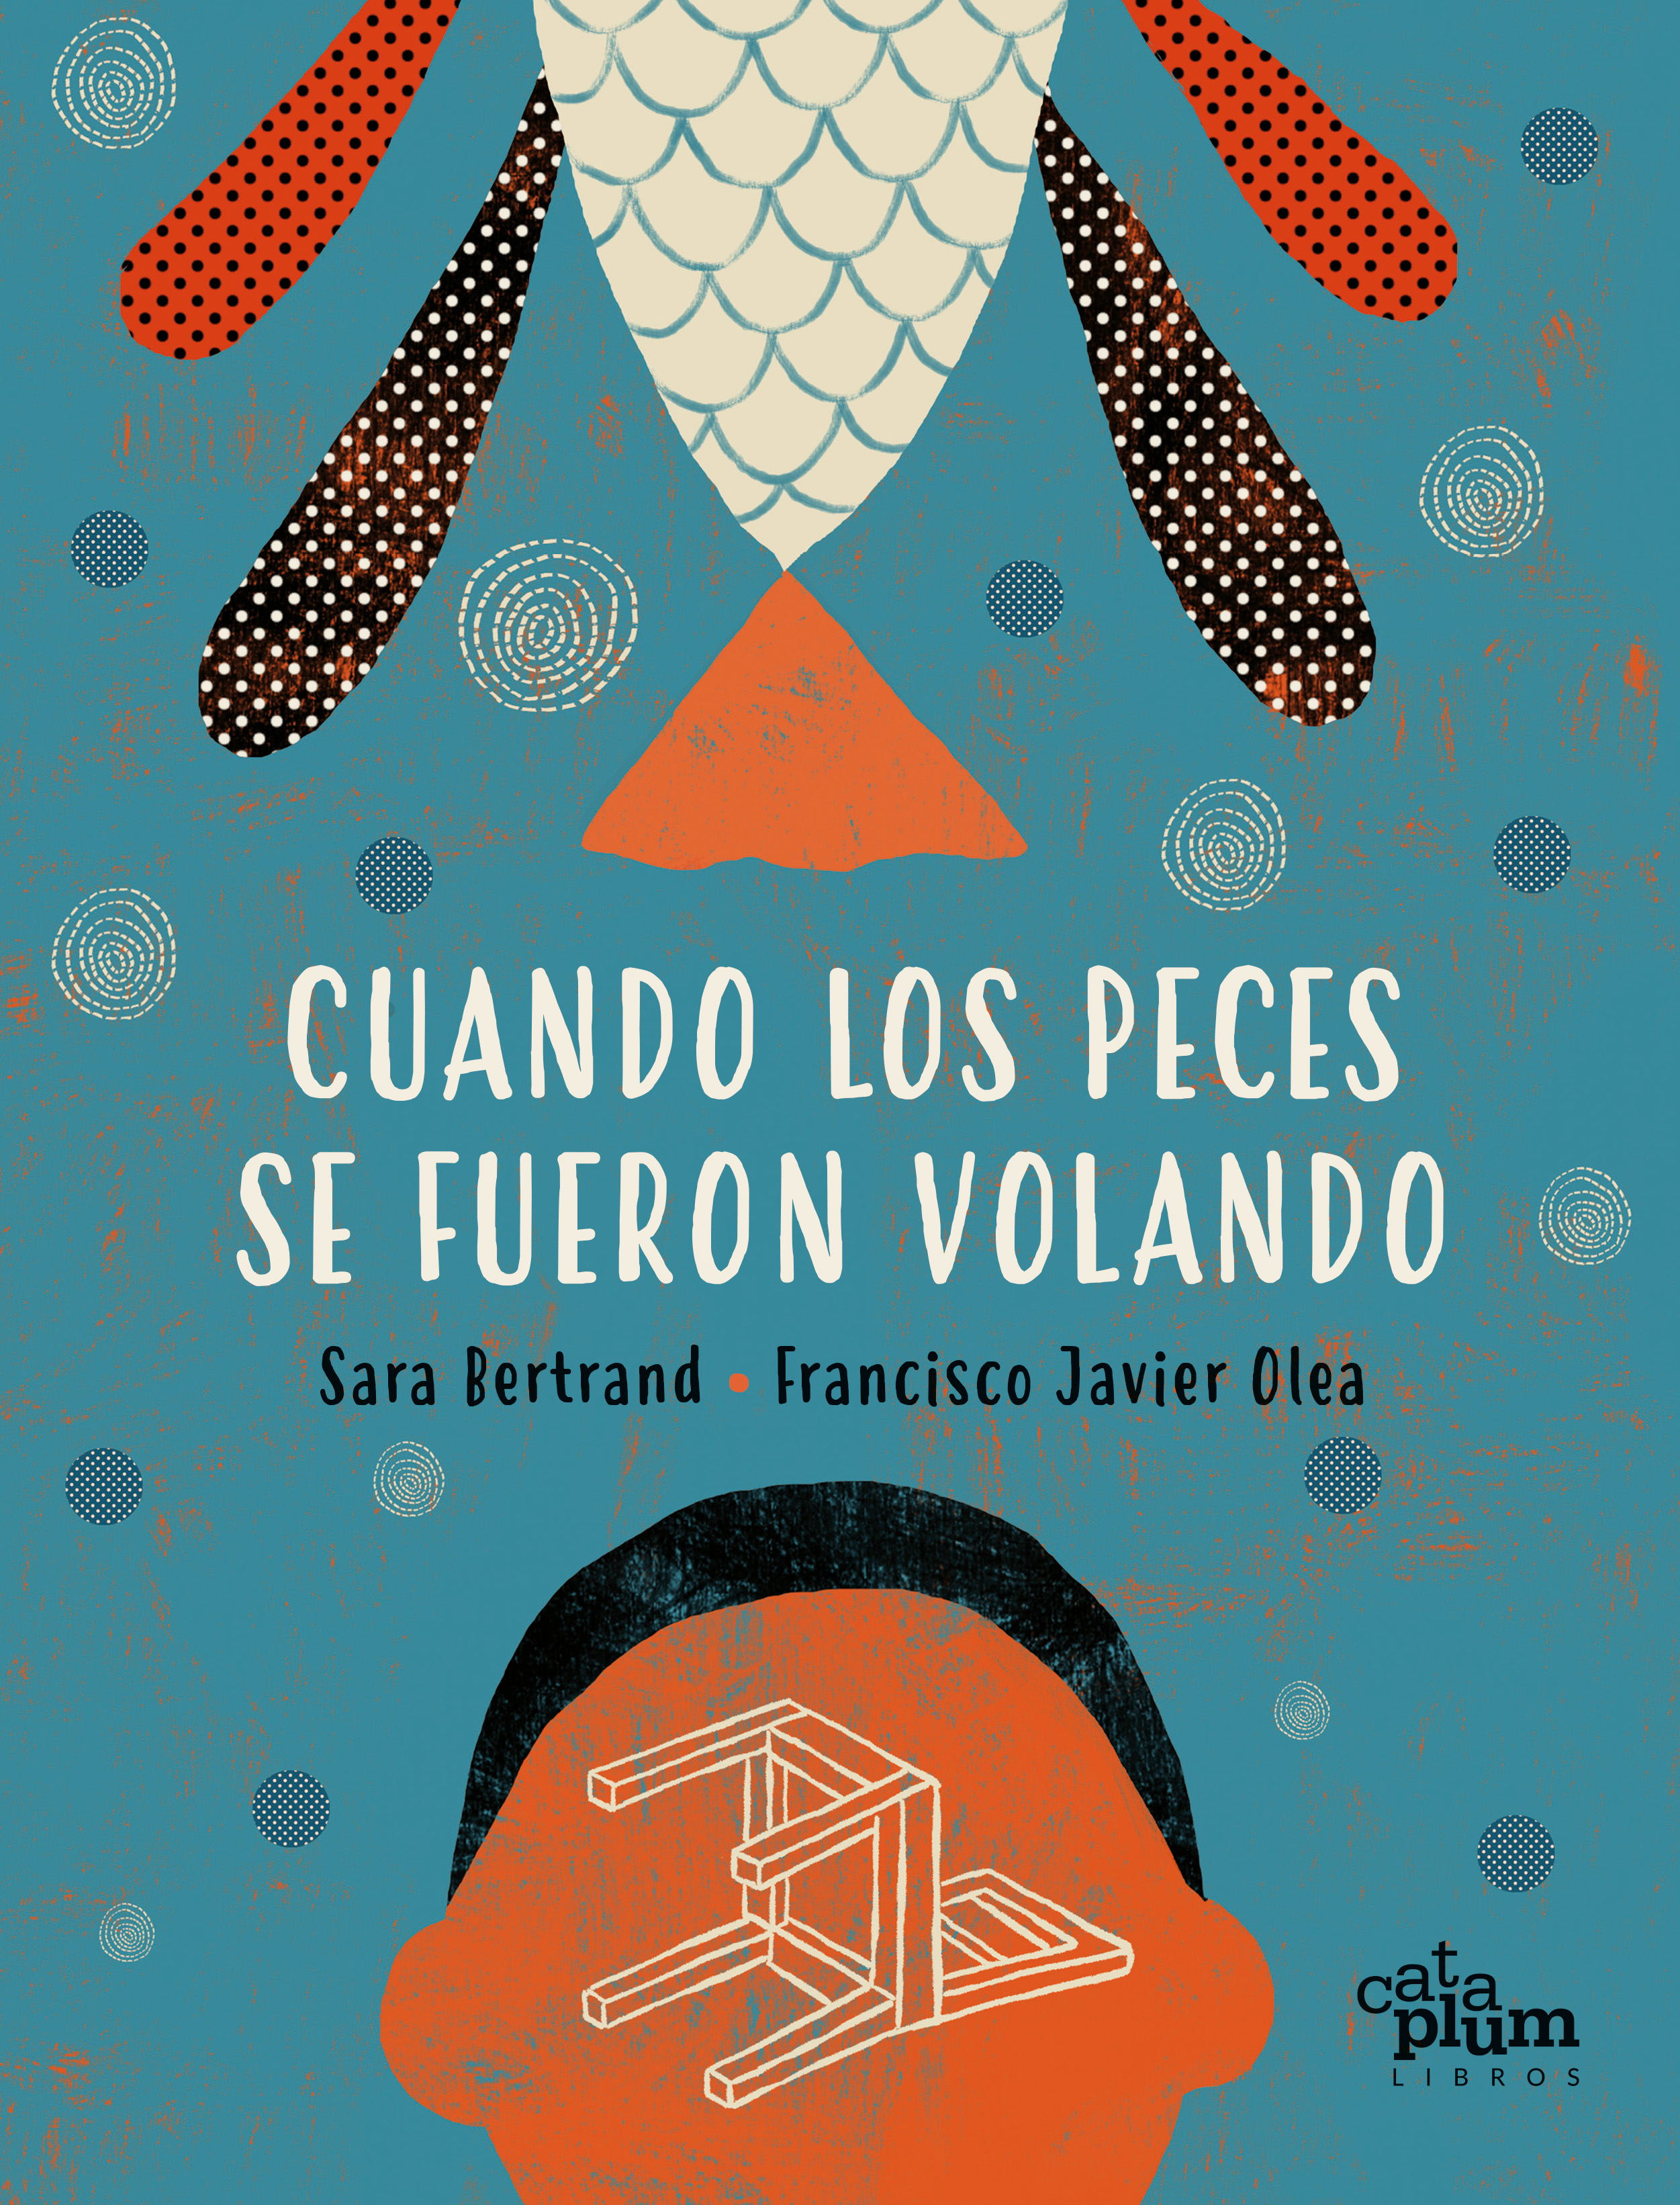 CUANDO LOS PECES
SE FUERON VOLANDO
Sara Bertrand • Francisco Javier Olea
cata
plum
LIBROS